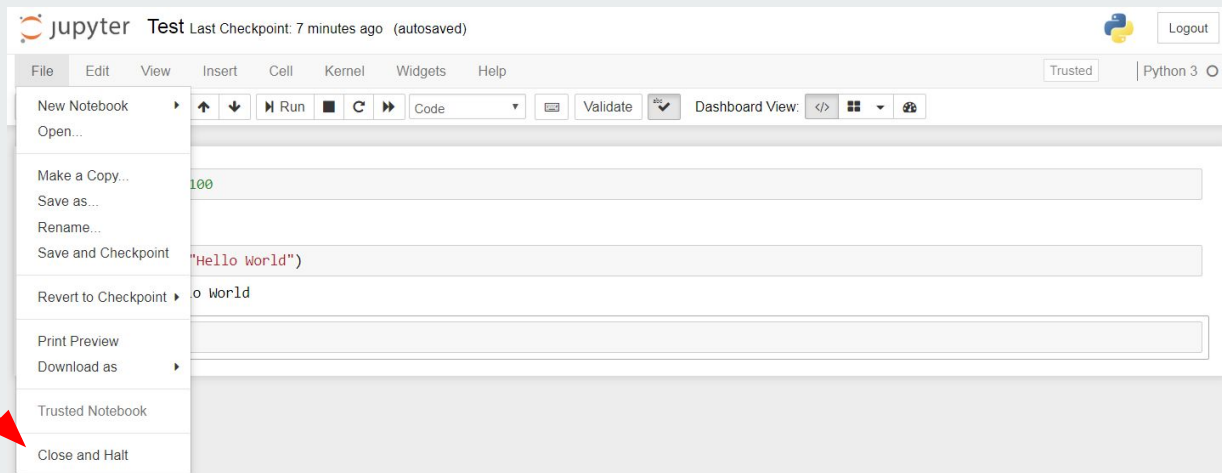 jupyter Test Last Checkpoint: 7 minutes ago (autosaved) Logout
File Edit View Insert Cell Kernel Widgets Help Trusted Python 3
Run Code Validate abc Dashboard View: </>
New Notebook
Open...
Make a Copy...
Save as...
Rename...
Save and Checkpoint
Revert to Checkpoint
Print Preview
Download as
Trusted Notebook
Close and Halt
100
"Hello World")
o World